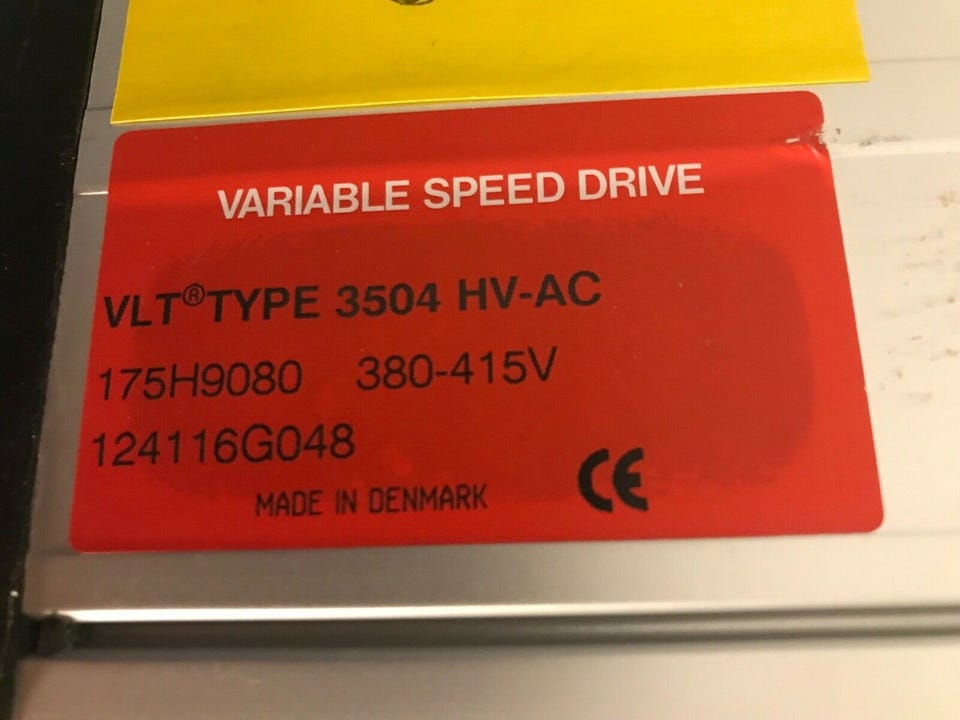 VARIABLE SPEED DRIVE
VLT® TYPE 3504 HV-AC
175H9080 380-415V
124116G048
MADE IN DENMARK CE